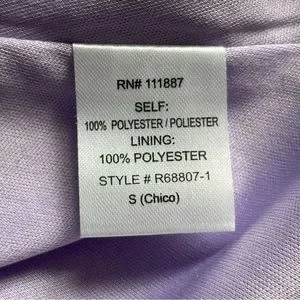 RN# 111887
SELF:
100% POLYESTER / POLIESTER
LINING:
100% POLYESTER
STYLE # R68807-1
S (Chico)